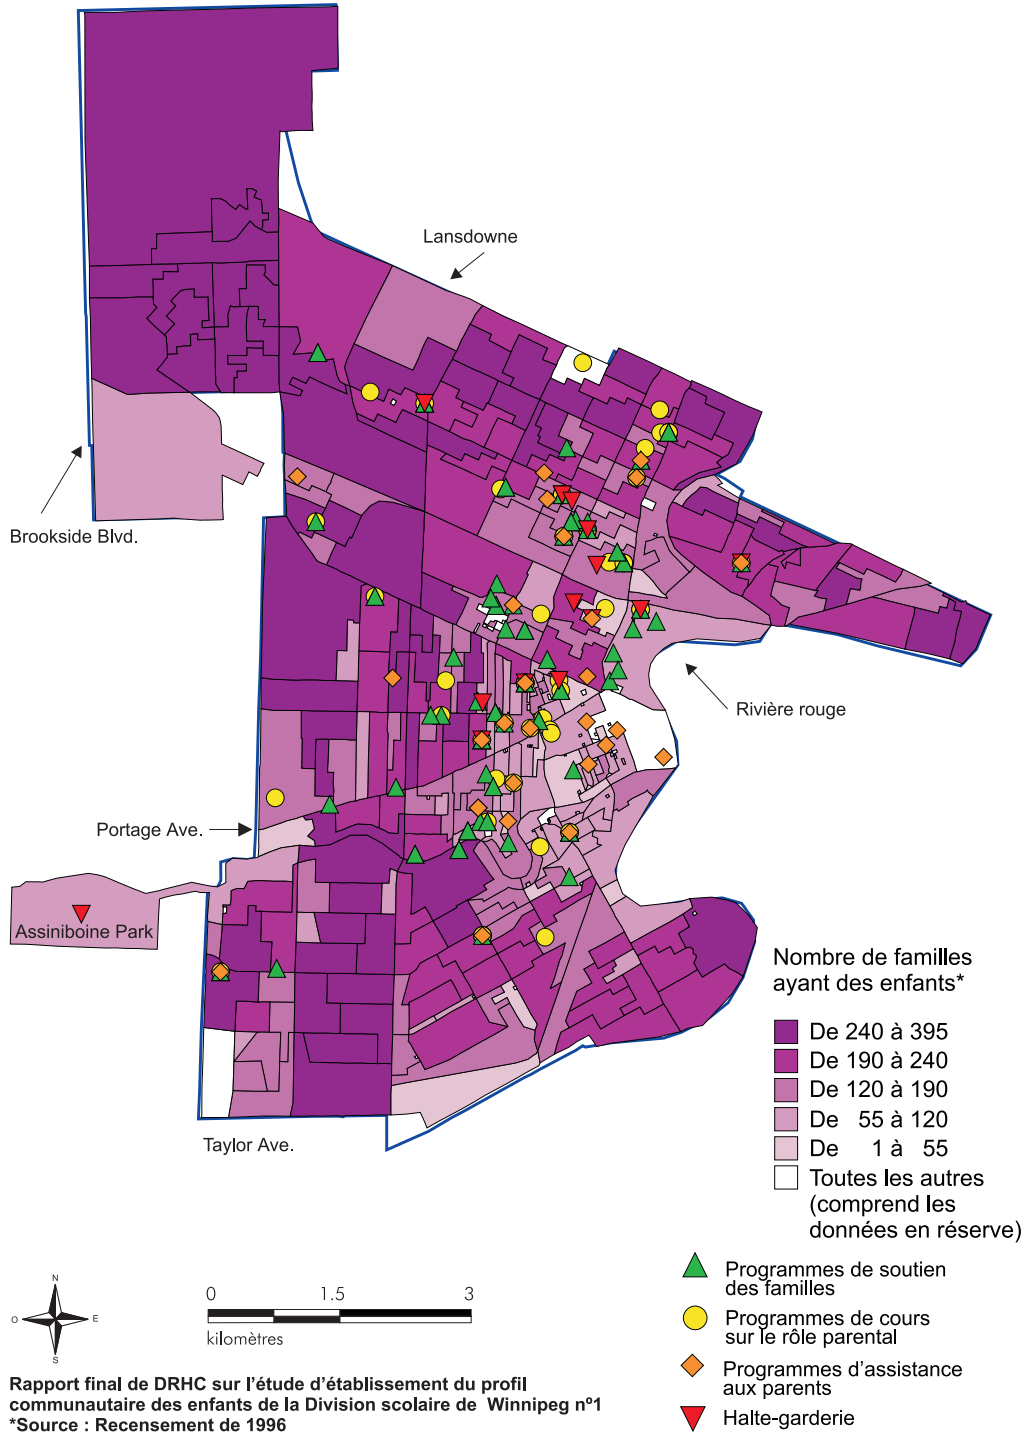 Lansdowne
Brookside Blvd.
Rivière rouge
Portage Ave.
Assiniboine Park
Taylor Ave.
Nombre de familles
ayant des enfants*
De 240 à 395
De 190 à 240
De 120 à 190
De 55 à 120
De 1 à 55
Toutes les autres
(comprend les
données en réserve)
Programmes de soutien
des familles
Programmes de cours
sur le rôle parental
Programmes d'assistance
aux parents
Halte-garderie
N
O E
S
0 1.5 3
kilomètres
Rapport final de DRHC sur l'étude d'établissement du profil
communautaire des enfants de la Division scolaire de Winnipeg nº1
*Source : Recensement de 1996